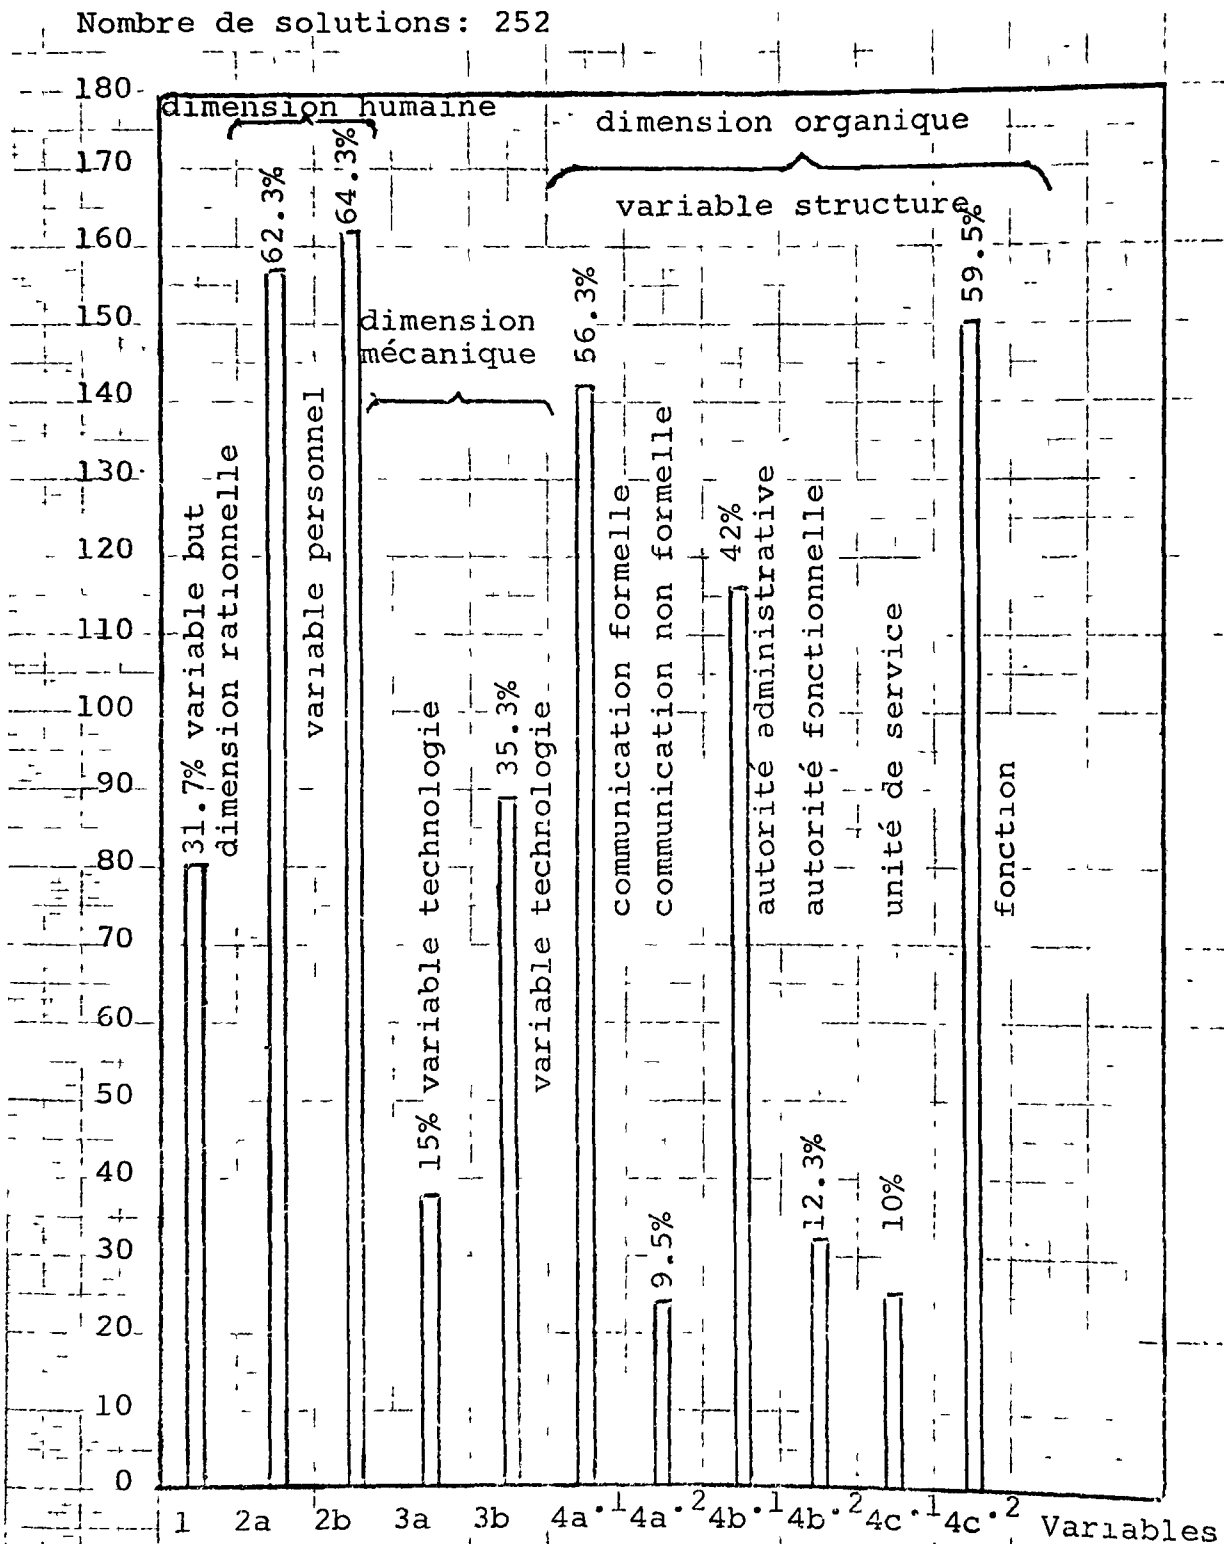 Nombre de solutions: 252
180
170
160
150
140
130
120
110
100
90
80
70
60
50
40
30
20
10
0
dimension humaine
dimension organique
variable structure
dimension
mécanique
31.7% variable but
dimension rationnelle
62.3%
variable personnel
64.3%
15% variable technologie
35.3%
variable technologie
56.3%
communication formelle
9.5%
communication non formelle
42%
autorité administrative
12.3%
autorité fonctionnelle
10%
unité de service
59.5%
fonction
1 2a 2b 3a 3b 4a.1 4a.2 4b.1 4b.2 4c.1 4c.2 Variables